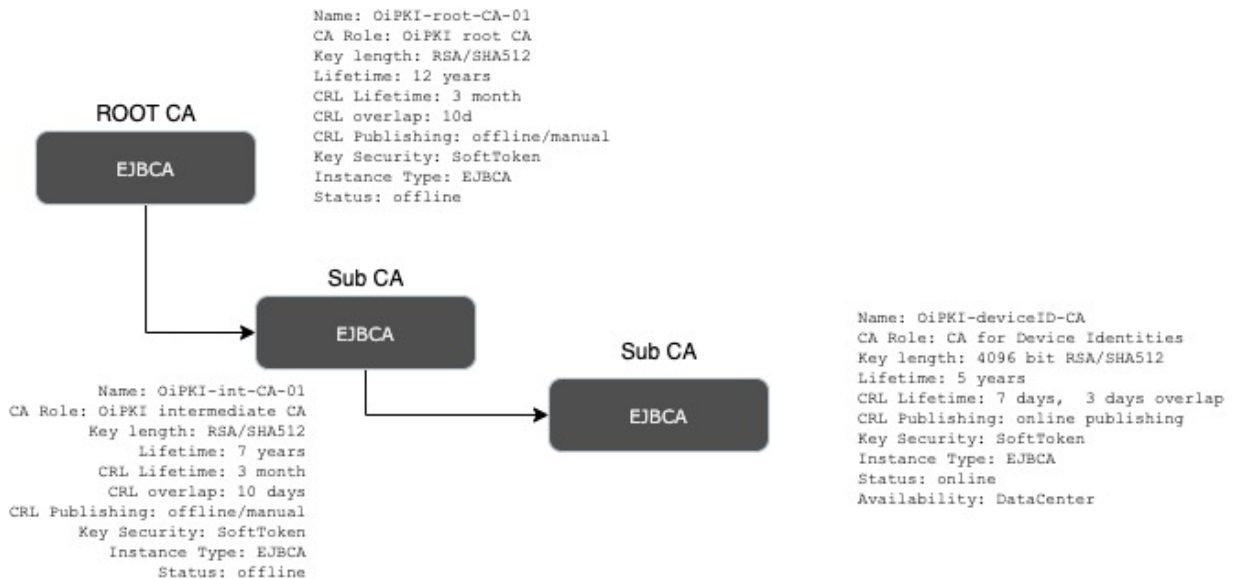 Name: OiPKI-root-CA-01
CA Role: OiPKI root CA
Key length: RSA/SHA512
Lifetime: 12 years
CRL Lifetime: 3 month
CRL overlap: 10d
CRL Publishing: offline/manual
Key Security: SoftToken
Instance Type: EJBCA
Status: offline
ROOT CA
EJBCA
Sub CA
EJBCA
Name: OiPKI-int-CA-01
CA Role: OiPKI intermediate CA
Key length: RSA/SHA512
Lifetime: 7 years
CRL Lifetime: 3 month
CRL overlap: 10 days
CRL Publishing: offline/manual
Key Security: SoftToken
Instance Type: EJBCA
Status: offline
Sub CA
EJBCA
Name: OiPKI-deviceID-CA
CA Role: CA for Device Identities
Key length: 4096 bit RSA/SHA512
Lifetime: 5 years
CRL Lifetime: 7 days, 3 days overlap
CRL Publishing: online publishing
Key Security: SoftToken
Instance Type: EJBCA
Status: online
Availability: DataCenter